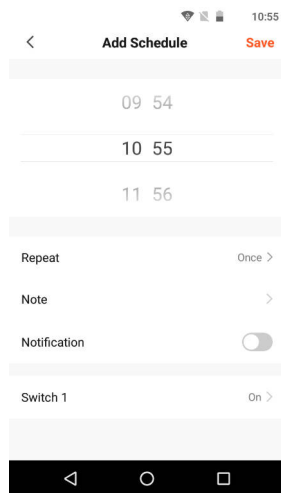 10:55
Add Schedule Save
09 54
10 55
11 56
Repeat Once
Note
Notification
Switch 1 On